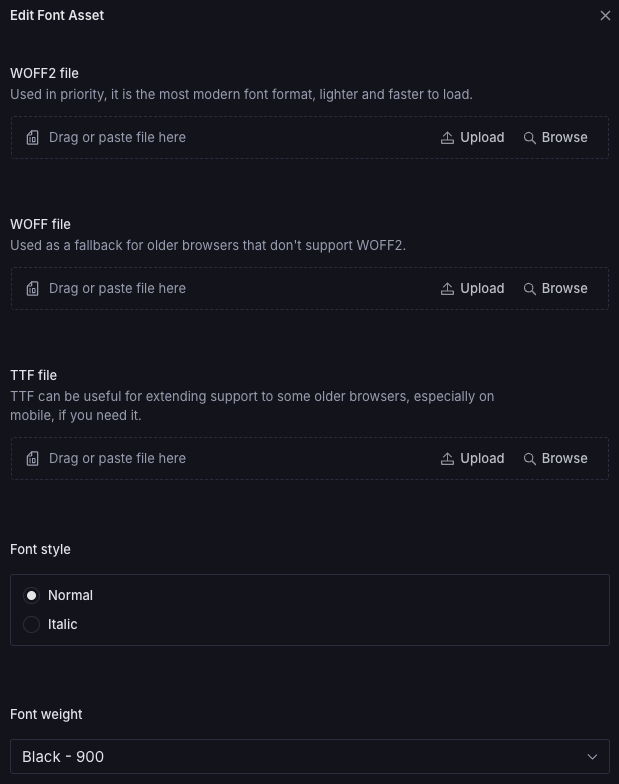 Edit Font Asset
WOFF2 file
Used in priority, it is the most modern font format, lighter and faster to load.
Drag or paste file here Upload Browse
WOFF file
Used as a fallback for older browsers that don't support WOFF2.
Drag or paste file here Upload Browse
TTF file
TTF can be useful for extending support to some older browsers, especially on
mobile, if you need it.
Drag or paste file here Upload Browse
Font style
Normal
Italic
Font weight
Black - 900